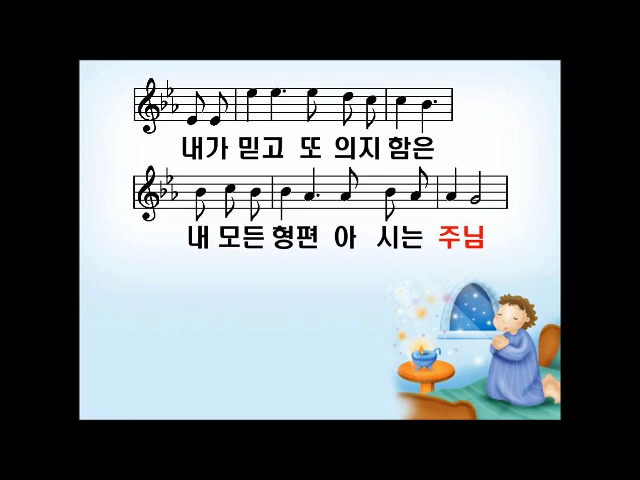 내가 믿고 또 의지 함은
내 모든 형편 아 시는 주님